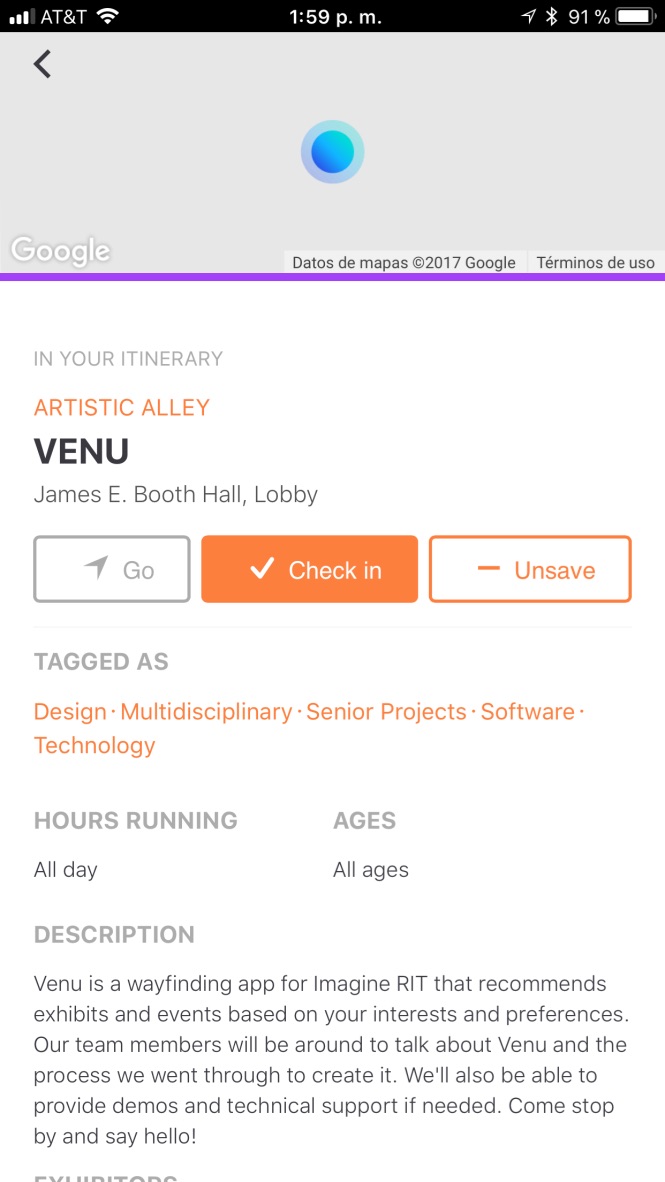 AT&T 1:59 p. m. 91 %
Google
Datos de mapas ©2017 Google Términos de uso
IN YOUR ITINERARY
ARTISTIC ALLEY
VENU
James E. Booth Hall, Lobby
Go Check in Unsave
TAGGED AS
Design · Multidisciplinary · Senior Projects · Software ·
Technology
HOURS RUNNING AGES
All day All ages
DESCRIPTION
Venu is a wayfinding app for Imagine RIT that recommends
exhibits and events based on your interests and preferences.
Our team members will be around to talk about Venu and the
process we went through to create it. We'll also be able to
provide demos and technical support if needed. Come stop
by and say hello!
EXHIBITORS